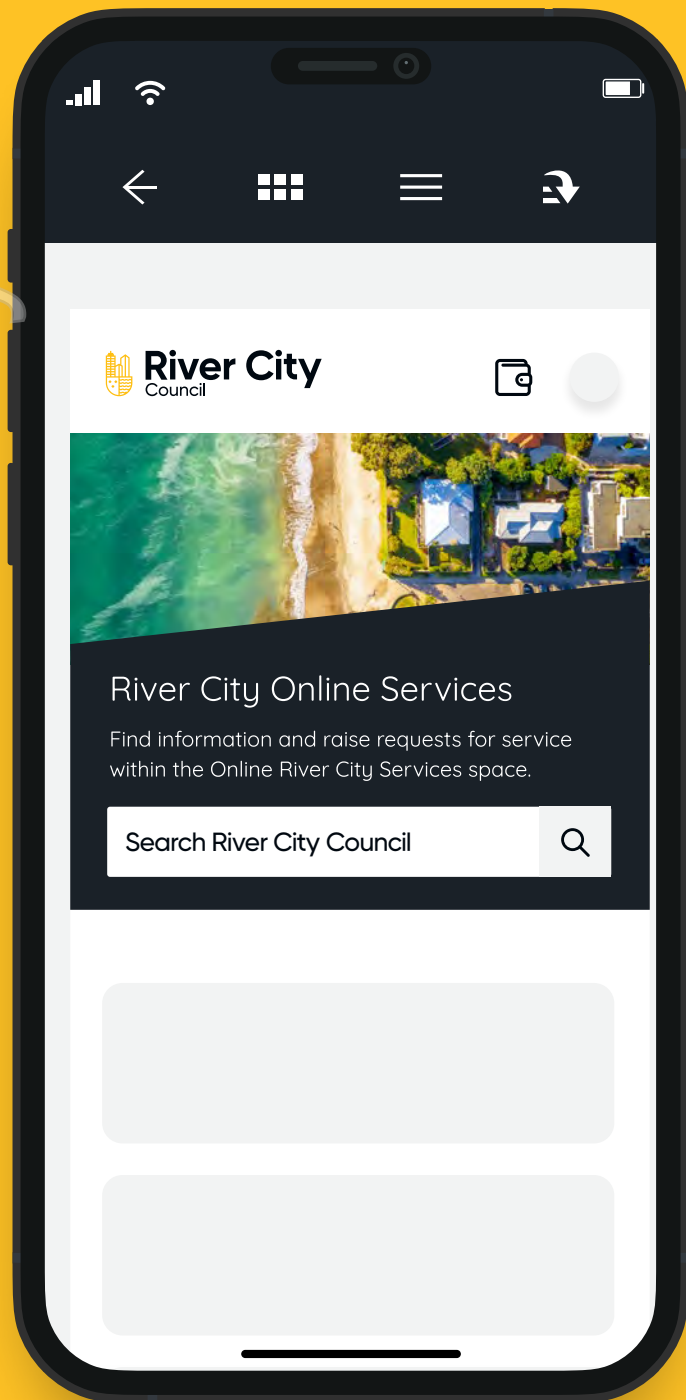 River City
Council
River City Online Services
Find information and raise requests for service
within the Online River City Services space.
Search River City Council